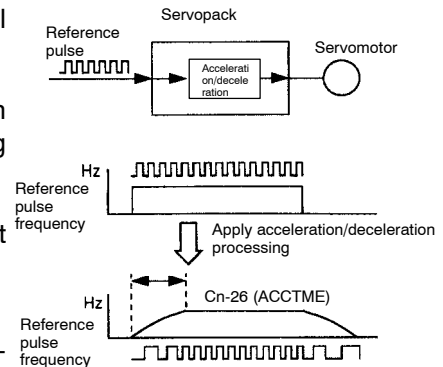 Servopack
Reference
pulse
Servomotor
Accelerati
on/decele
ration
Hz
Reference
pulse
frequency
Apply acceleration/deceleration
processing
Cn-26 (ACCTME)
Hz
Reference
pulse
frequency